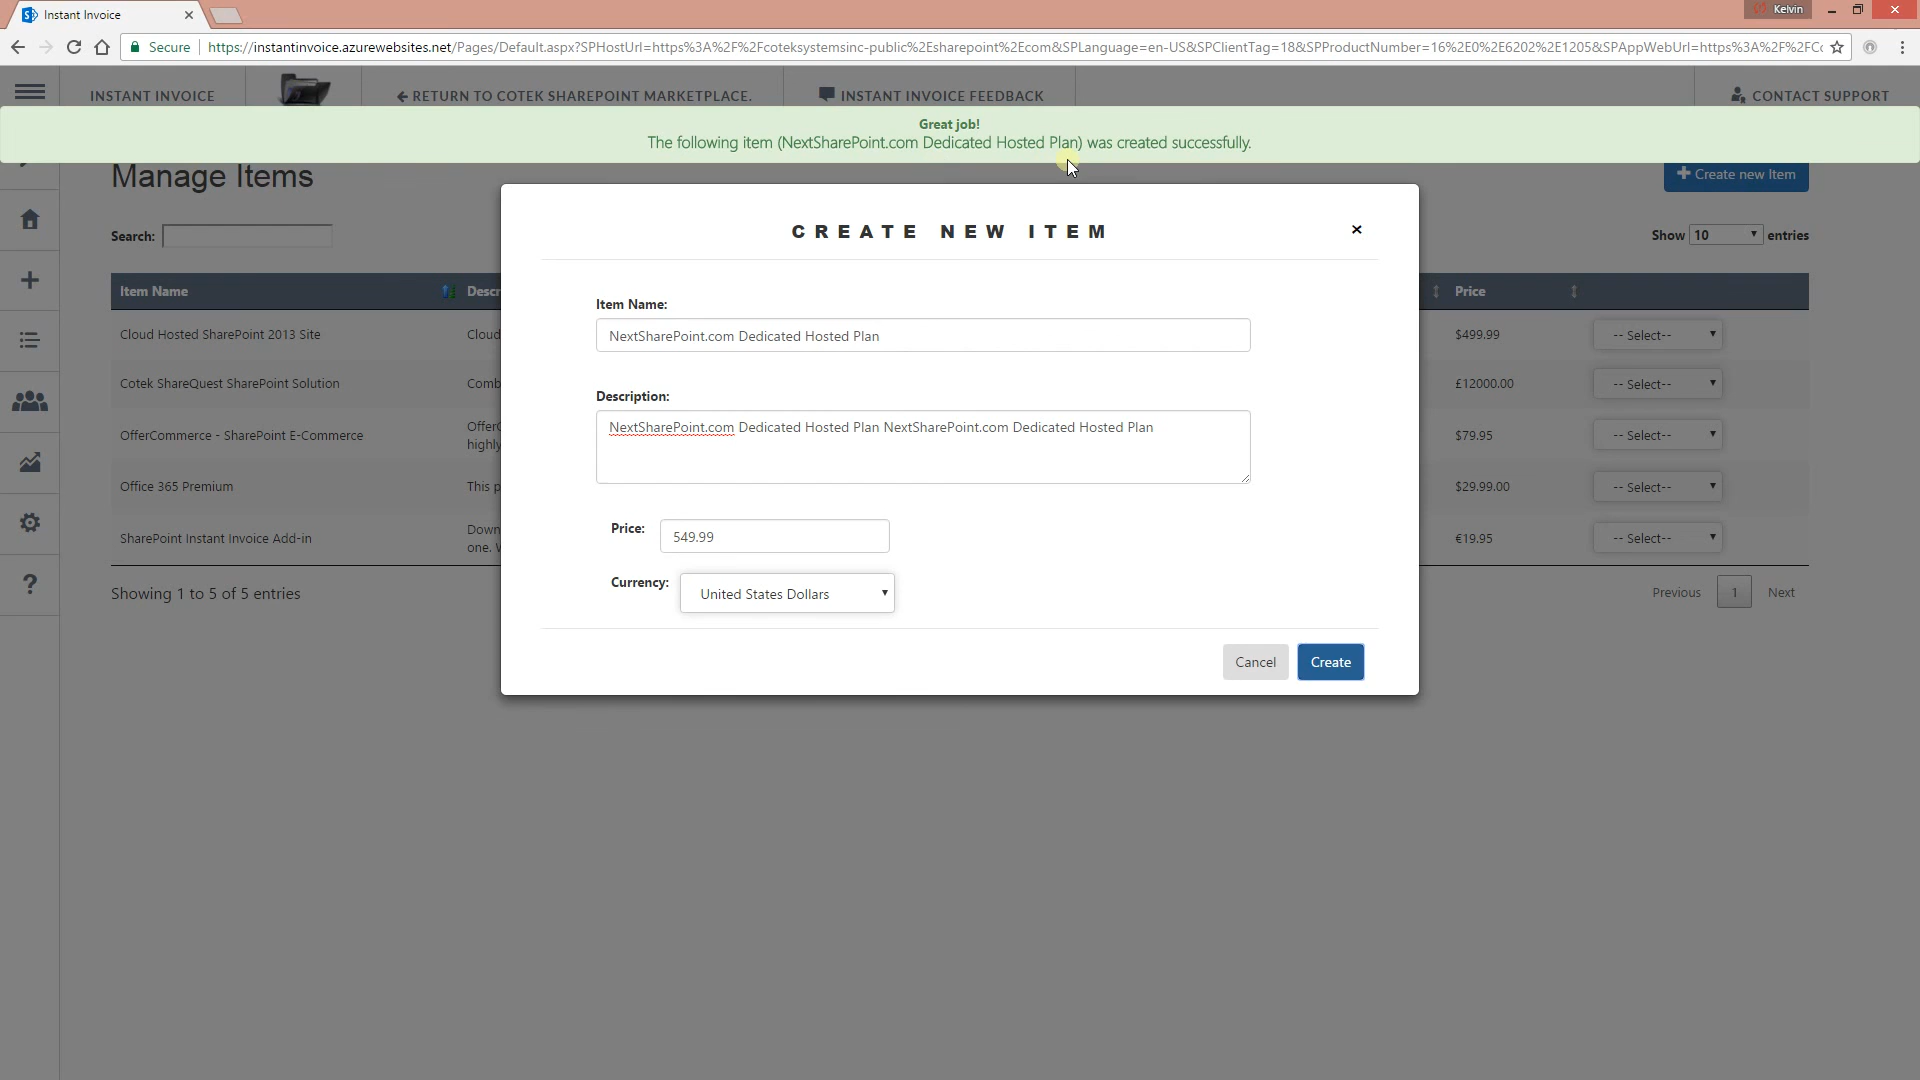 Instant Invoice
Kelvin
Secure
https://instantinvoice.azurewebsites.net/Pages/Default.aspx?SPHostUrl=https%3A%2F%2Fcoteksystemsinc-public%2Esharepoint%2Ecom&SPLanguage=en-US&SPClientTag=18&SPProductNumber=16%2E0%2E6202%2E1205&SPAppWebUrl=https%3A%2F%2FCo
INSTANT INVOICE
RETURN TO COTEK SHAREPOINT MARKETPLACE.
INSTANT INVOICE FEEDBACK
CONTACT SUPPORT
Great job!
The following item (NextSharePoint.com Dedicated Hosted Plan) was created successfully.
Manage Items
Create new Item
Search:
Show 10 entries
CREATE NEW ITEM
Item Name:
NextSharePoint.com Dedicated Hosted Plan
Description:
NextSharePoint.com Dedicated Hosted Plan NextSharePoint.com Dedicated Hosted Plan
Price:
549.99
Currency:
United States Dollars
Cancel
Create
Item Name Descr Price
Cloud Hosted SharePoint 2013 Site Cloud $499.99 -- Select--
Cotek ShareQuest SharePoint Solution Comb £12000.00 -- Select--
OfferCommerce - SharePoint E-Commerce OfferC $79.95 -- Select--
highly
Office 365 Premium This p $29.99.00 -- Select--
SharePoint Instant Invoice Add-in Down €19.95 -- Select--
one. W
Showing 1 to 5 of 5 entries
Previous 1 Next